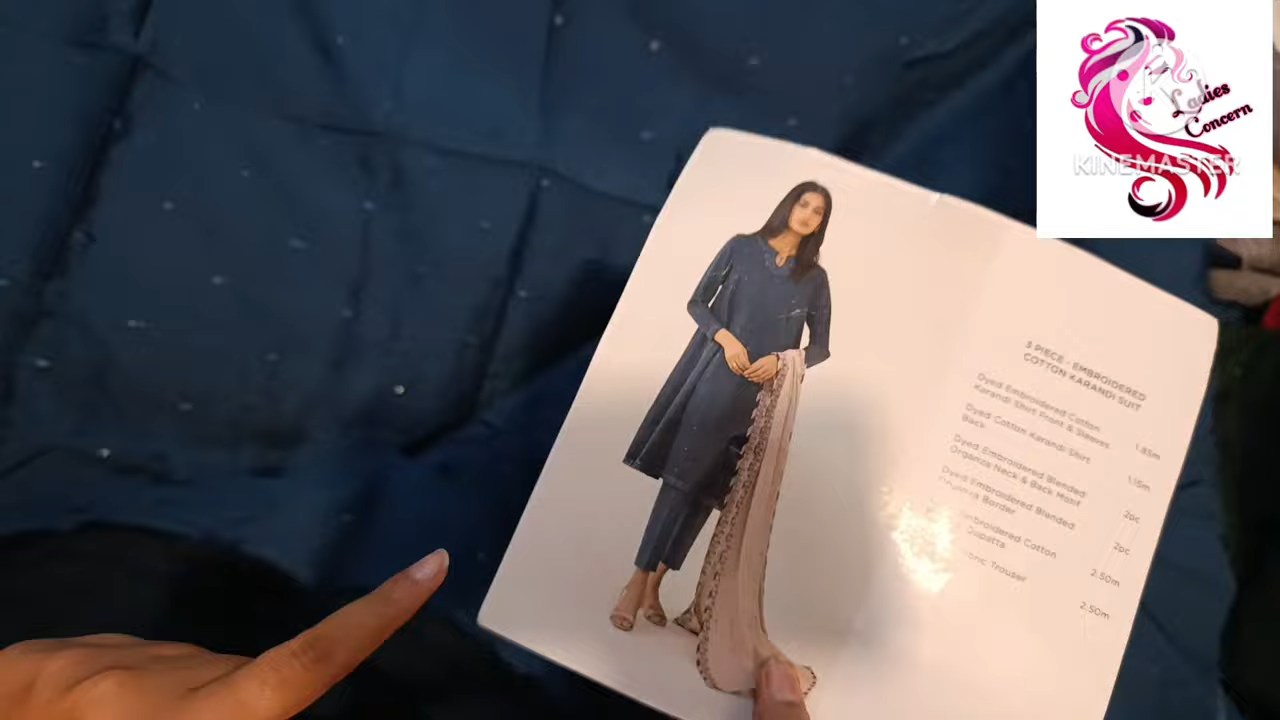 Ladies
Concern
KINEMASTER
3 PIECE - EMBROIDERED
COTTON KARANDI SUIT
Dyed Embroidered Cotton
Karandi Shirt Front & Sleeves 1.85m
Dyed Cotton Karandi Shirt
Back 1.15m
Dyed Embroidered Blended
Organza Neck & Back Motif 2pc
Dyed Embroidered Blended
Organza Border 2pc
Embroidered Cotton
Dupatta 2.50m
Trouser 2.50m